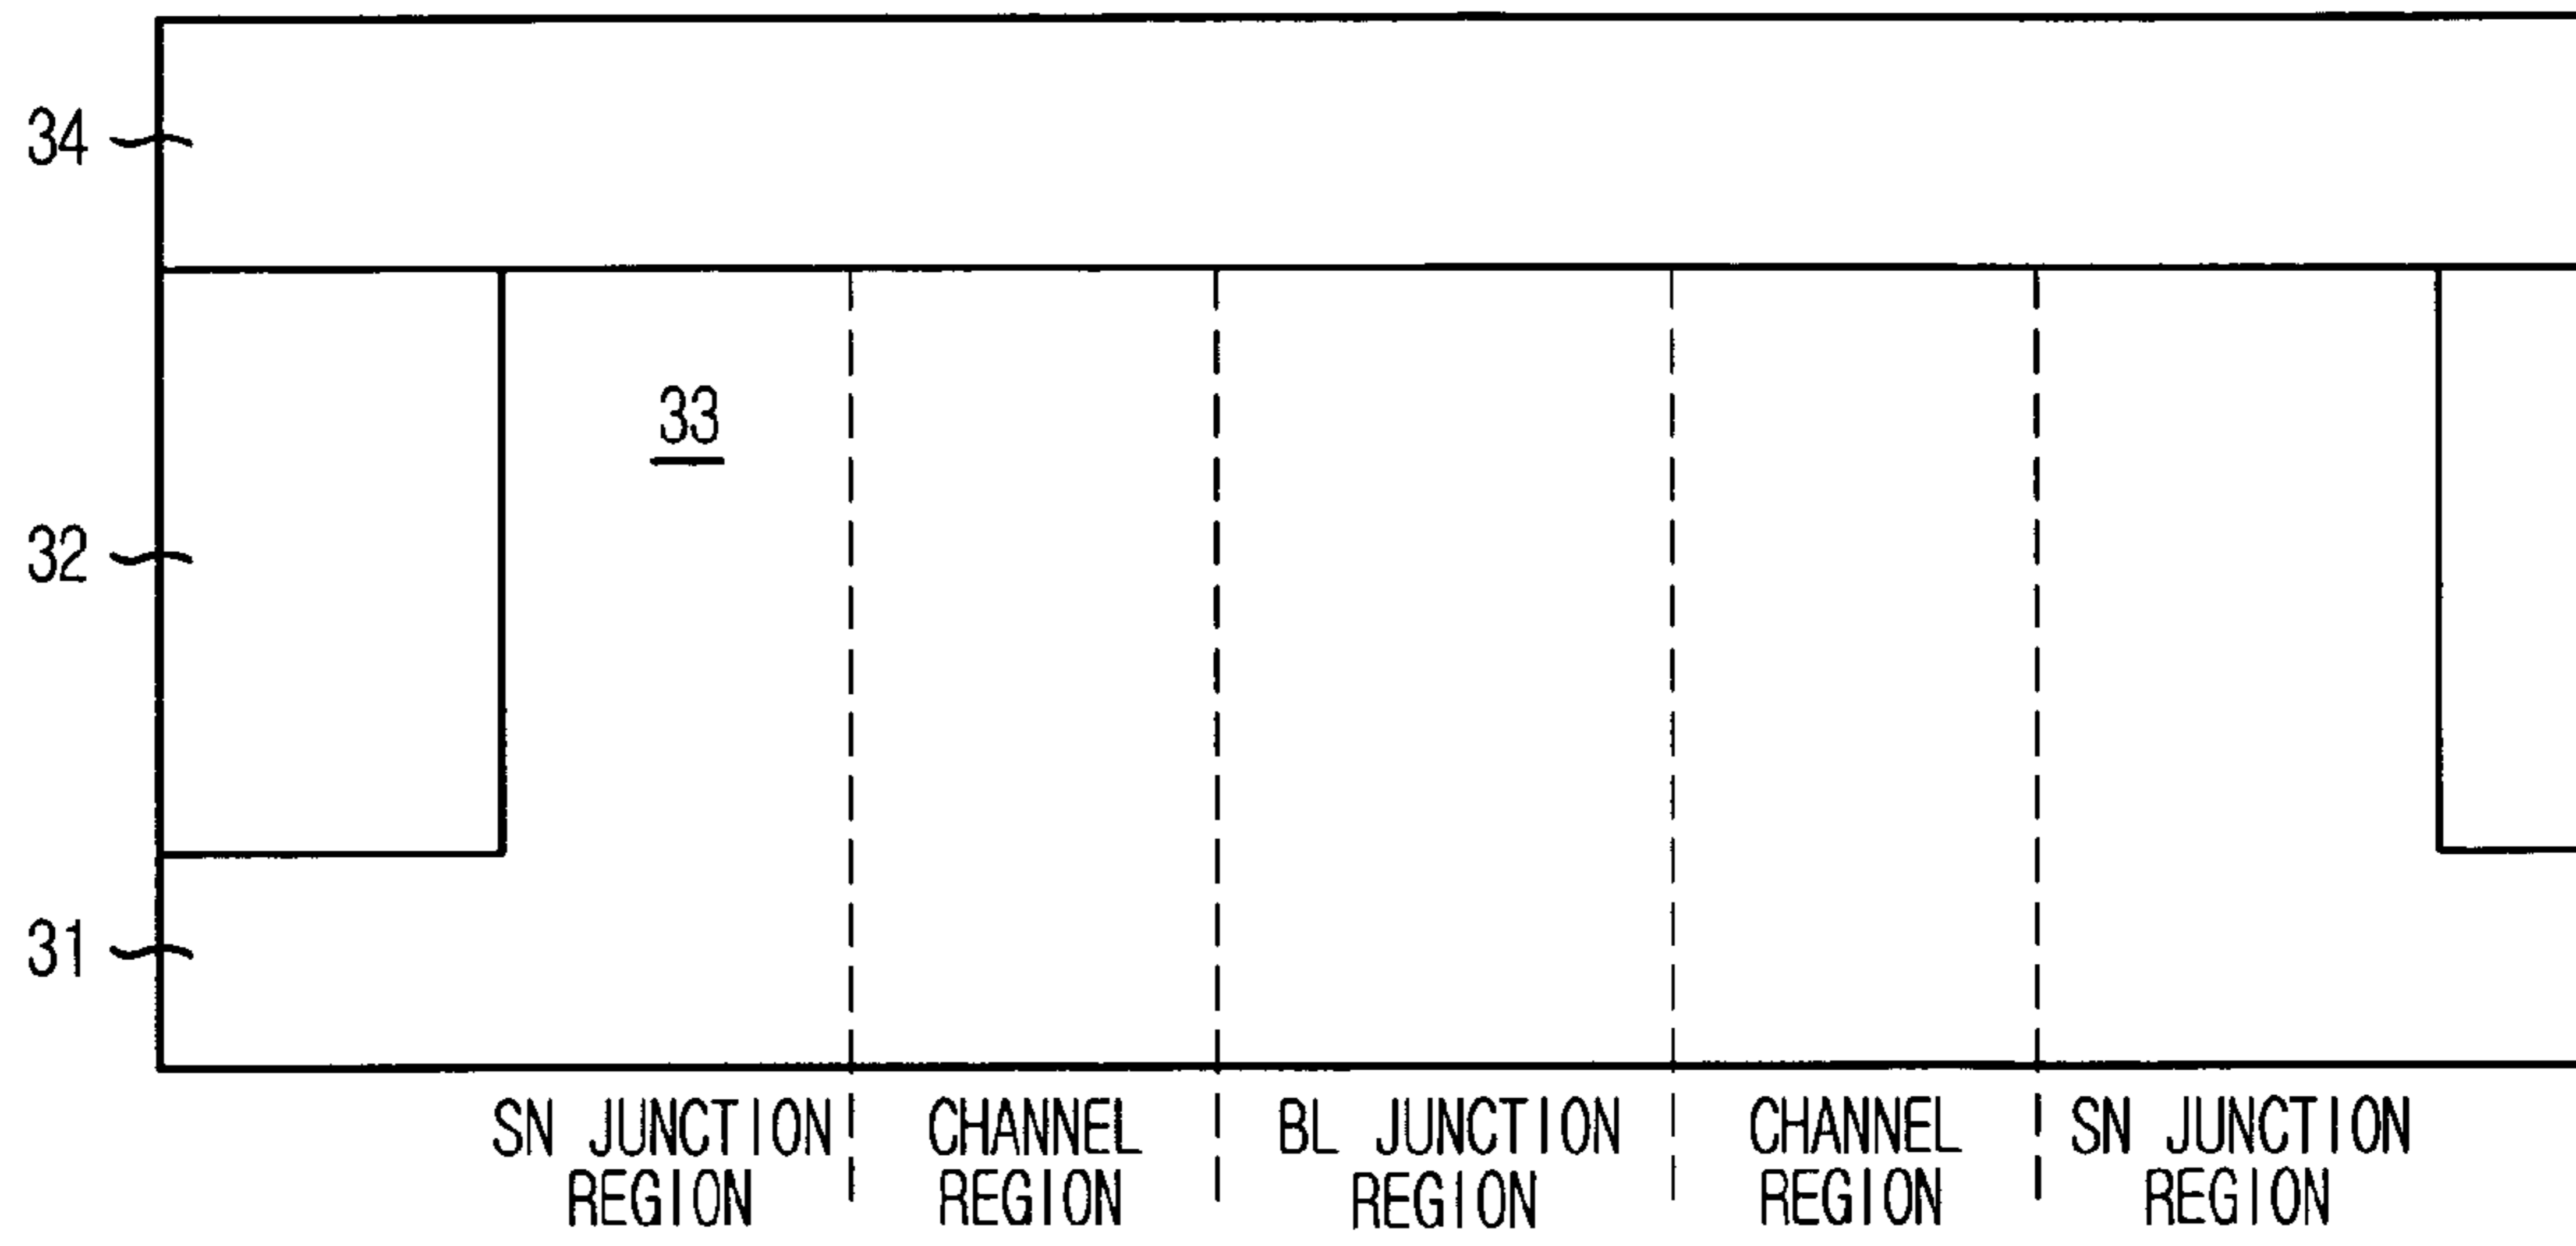 34
33
32
31
SN JUNCTION
REGION
CHANNEL
REGION
BL JUNCTION
REGION
CHANNEL
REGION
SN JUNCTION
REGION